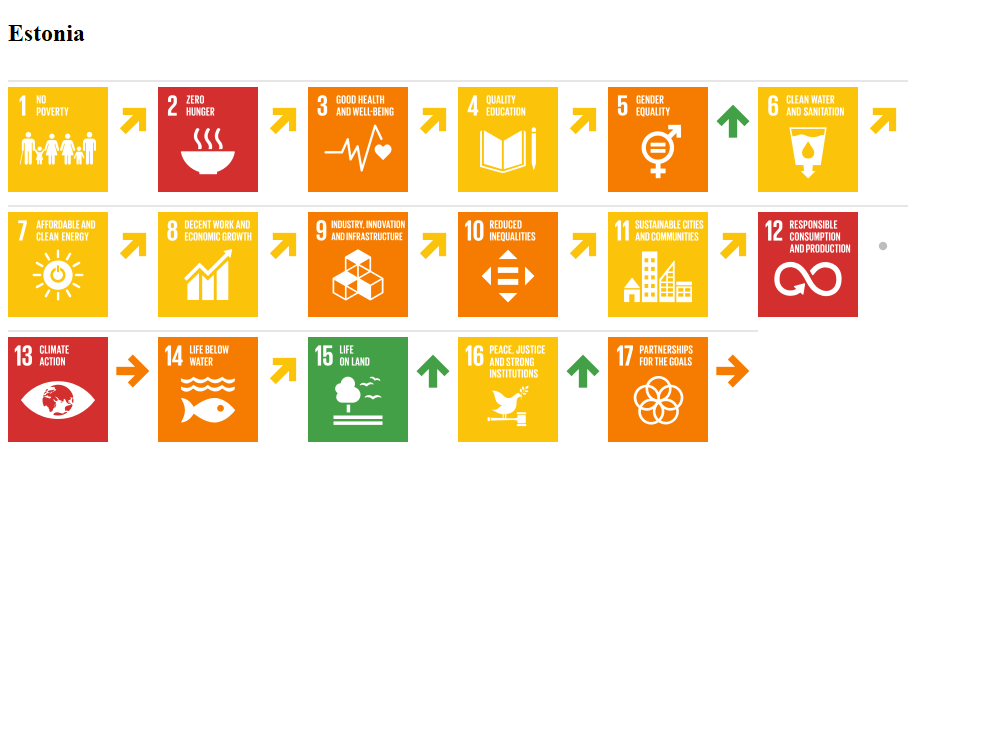 Estonia
1 NO
POVERTY
2 ZERO
HUNGER
3 GOOD HEALTH
AND WELL-BEING
4 QUALITY
EDUCATION
5 GENDER
EQUALITY
6 CLEAN WATER
AND SANITATION
7 AFFORDABLE AND
CLEAN ENERGY
8 DECENT WORK AND
ECONOMIC GROWTH
9 INDUSTRY, INNOVATION
AND INFRASTRUCTURE
10 REDUCED
INEQUALITIES
11 SUSTAINABLE CITIES
AND COMMUNITIES
12 RESPONSIBLE
CONSUMPTION
AND PRODUCTION
13 CLIMATE
ACTION
14 LIFE BELOW
WATER
15 LIFE
ON LAND
16 PEACE, JUSTICE
AND STRONG
INSTITUTIONS
17 PARTNERSHIPS
FOR THE GOALS